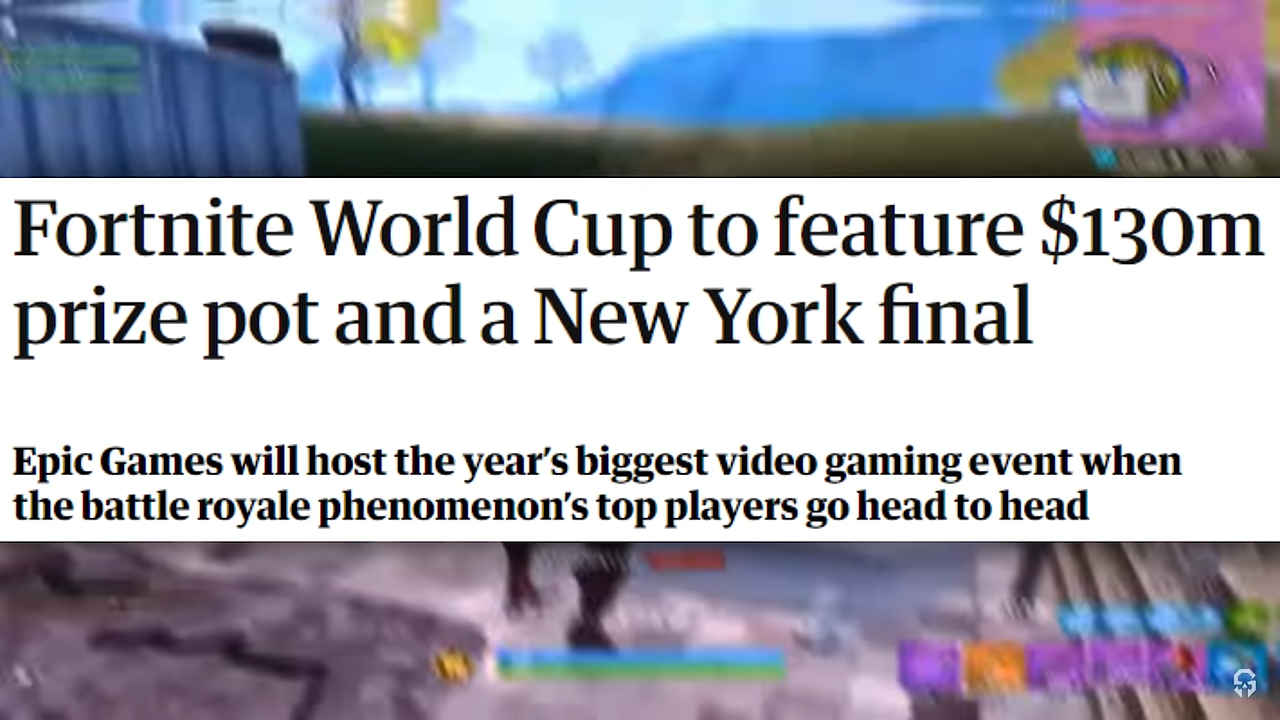 Fortnite World Cup to feature $130m
prize pot and a New York final
Epic Games will host the year’s biggest video gaming event when
the battle royale phenomenon’s top players go head to head